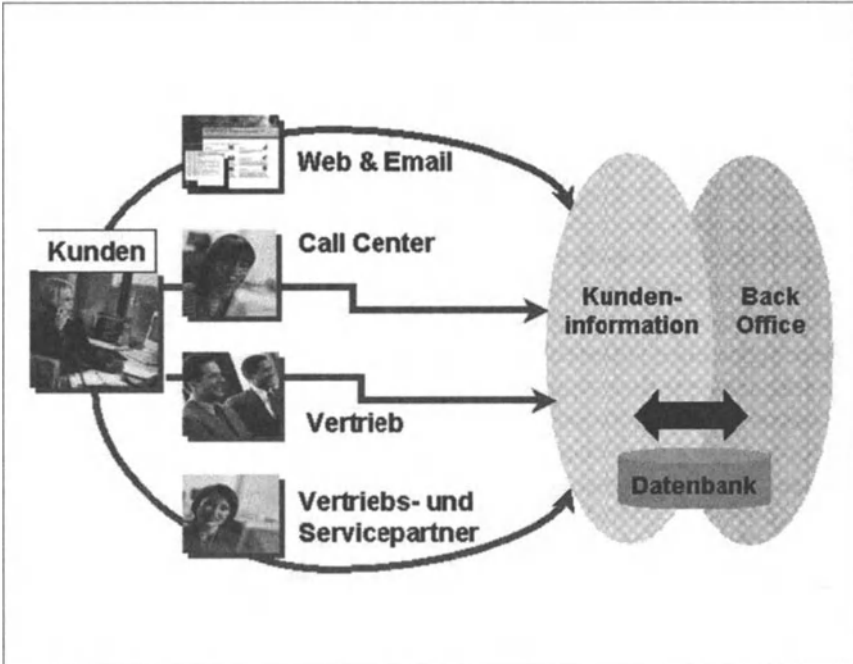 Web & Email
Kunden
Call Center
Vertrieb
Vertriebs- und
Servicepartner
Kunden-
information
Back
Office
Datenbank